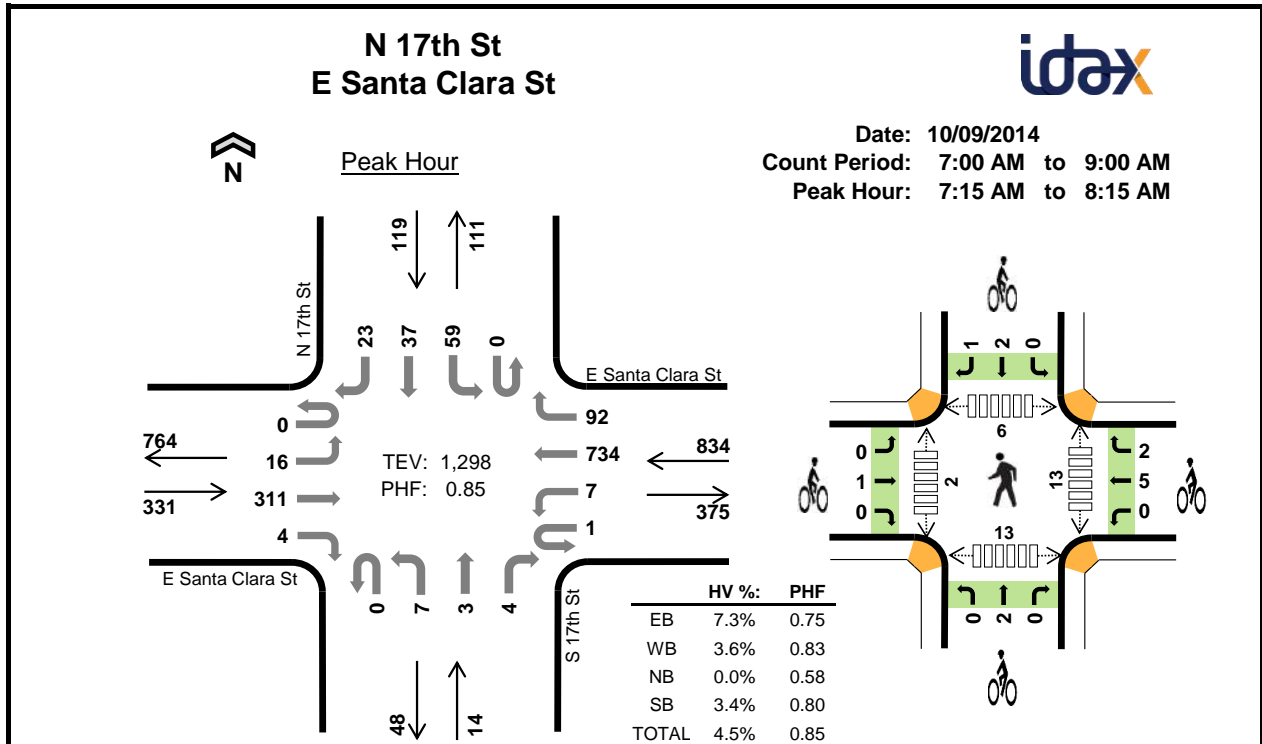 N 17th St
E Santa Clara St
idax
Date: 10/09/2014
Count Period: 7:00 AM to 9:00 AM
Peak Hour: 7:15 AM to 8:15 AM
N
Peak Hour
119
111
N 17th St
23
37
59
0
E Santa Clara St
764
331
0
16
311
4
TEV: 1,298
PHF: 0.85
92
734
7
1
834
375
E Santa Clara St
0
7
3
4
S 17th St
48
14
HV %: PHF
EB 7.3% 0.75
WB 3.6% 0.83
NB 0.0% 0.58
SB 3.4% 0.80
TOTAL 4.5% 0.85
1
2
0
6
0
1
0
2
13
2
5
0
13
0
2
0